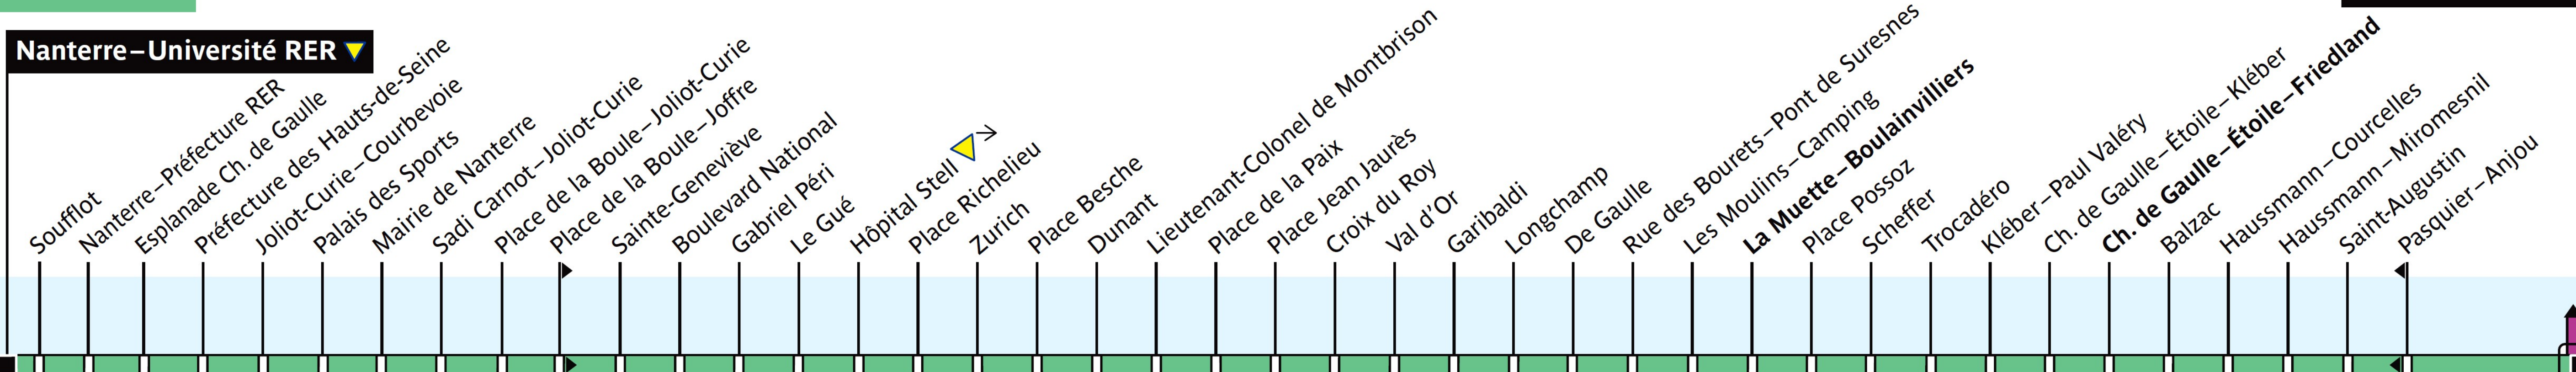 Nanterre–Université RER
Soufflot
Nanterre–Préfecture RER
Esplanade Ch. de Gaulle
Préfecture des Hauts-de-Seine
Joliot-Curie–Courbevoie
Palais des Sports
Mairie de Nanterre
Sadi Carnot–Joliot-Curie
Place de la Boule–Joliot-Curie
Place de la Boule–Joffre
Sainte-Geneviève
Boulevard National
Gabriel Péri
Le Gué
Hôpital Stell
Place Richelieu
Zurich
Place Besche
Dunant
Lieutenant-Colonel de Montbrison
Place de la Paix
Place Jean Jaurès
Croix du Roy
Val d'Or
Garibaldi
Longchamp
De Gaulle
Rue des Bourets–Pont de Suresnes
Les Moulins–Camping
La Muette–Boulainvilliers
Place Possoz
Scheffer
Trocadéro
Kléber–Paul Valéry
Ch. de Gaulle–Étoile–Kléber
Ch. de Gaulle–Étoile–Friedland
Balzac
Haussmann–Courcelles
Haussmann–Miromesnil
Saint-Augustin
Pasquier–Anjou